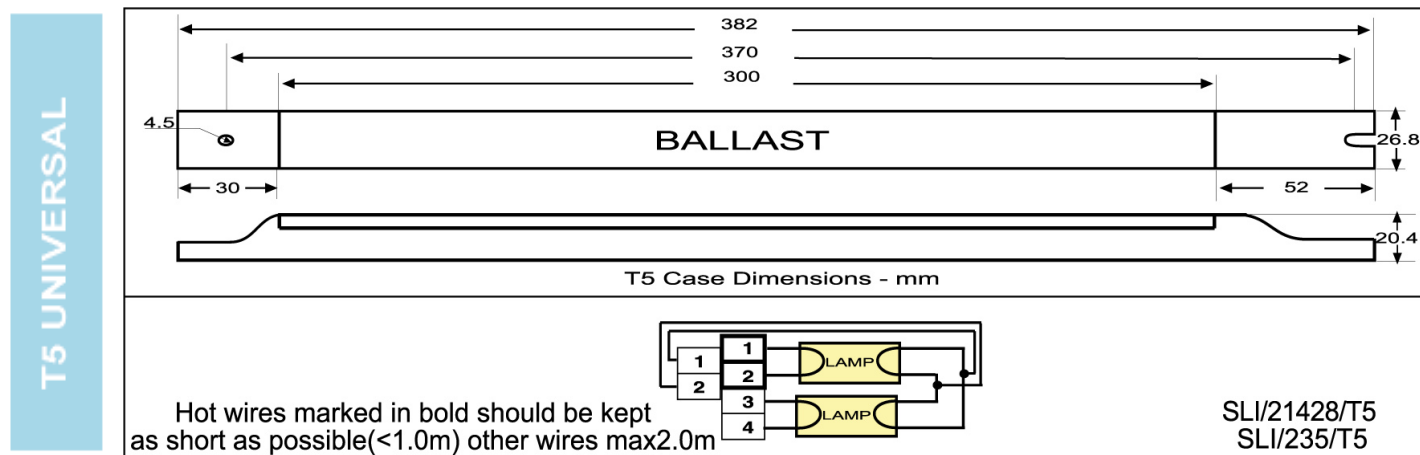 T5 UNIVERSAL
382
370
300
4.5
BALLAST
26.8
30
52
20.4
T5 Case Dimensions - mm
1
1
LAMP
2
2
3
LAMP
4
Hot wires marked in bold should be kept
as short as possible(<1.0m) other wires max2.0m
SLI/21428/T5
SLI/235/T5